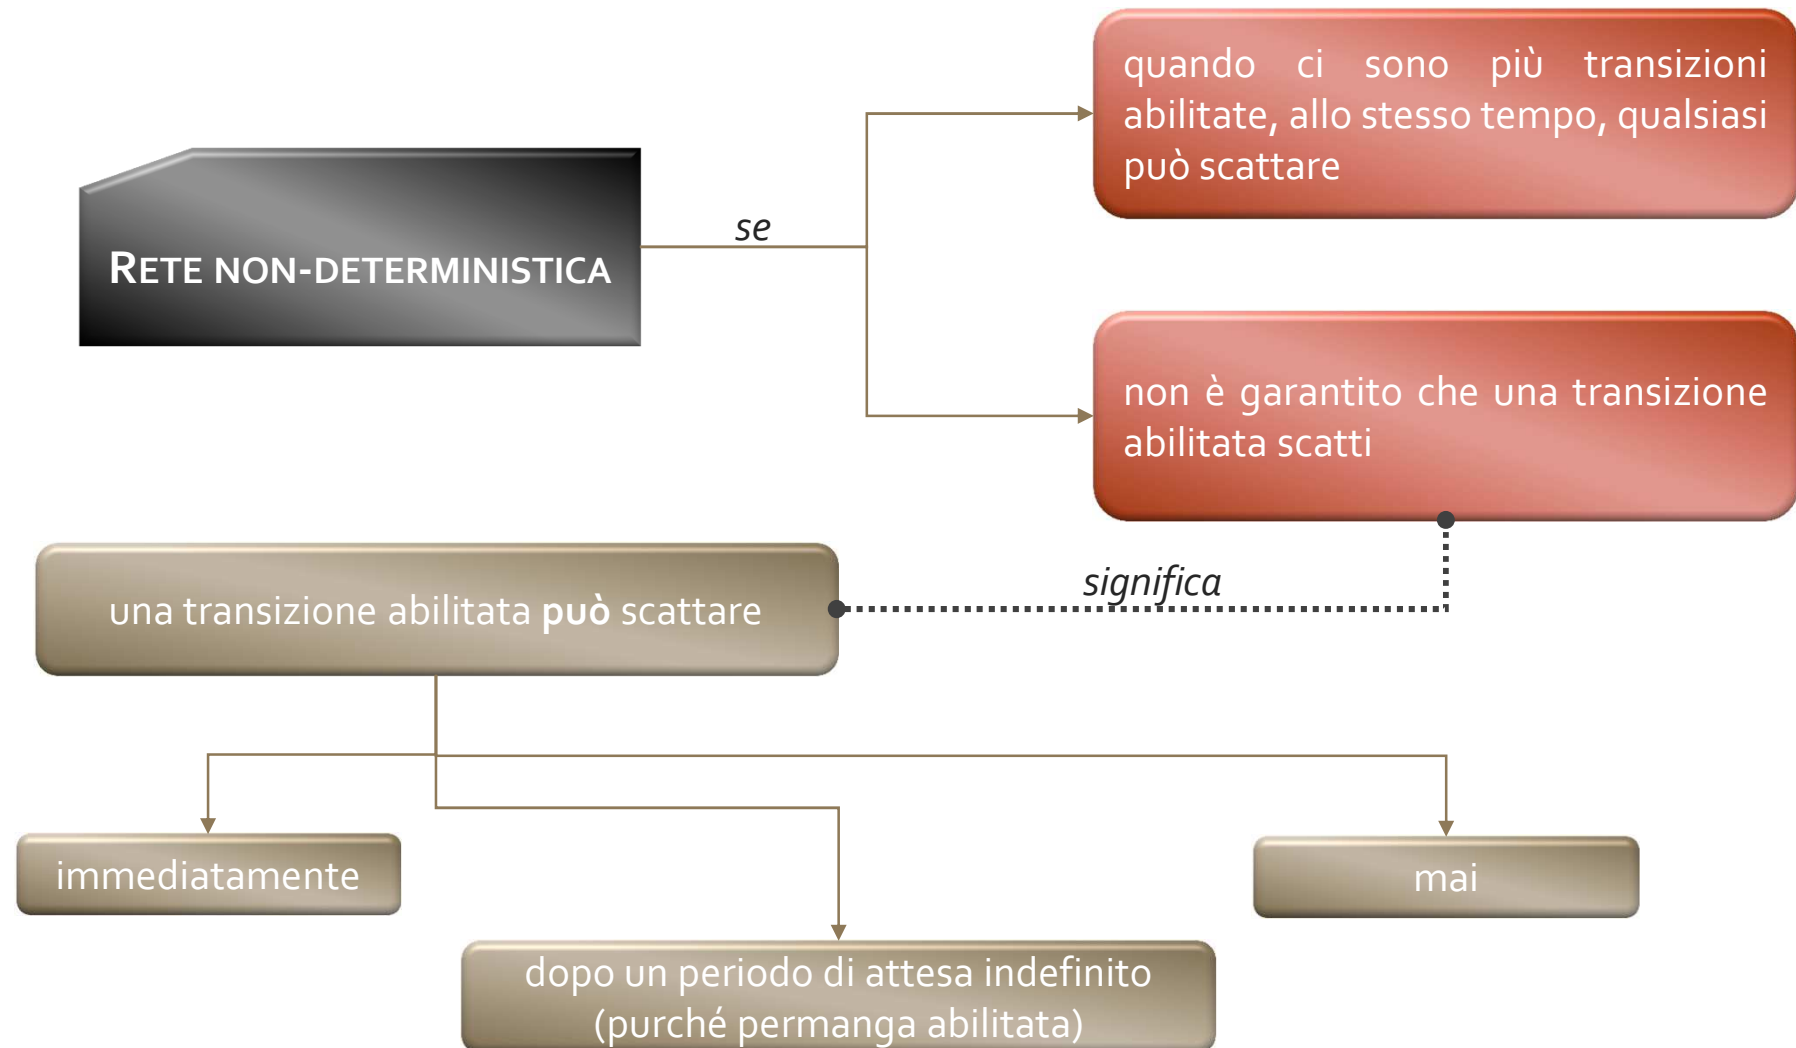 quando ci sono più transizioni
abilitate, allo stesso tempo, qualsiasi
può scattare
se
RETE NON-DETERMINISTICA
non è garantito che una transizione
abilitata scatti
significa
una transizione abilitata può scattare
immediatamente
mai
dopo un periodo di attesa indefinito
(purché permanga abilitata)